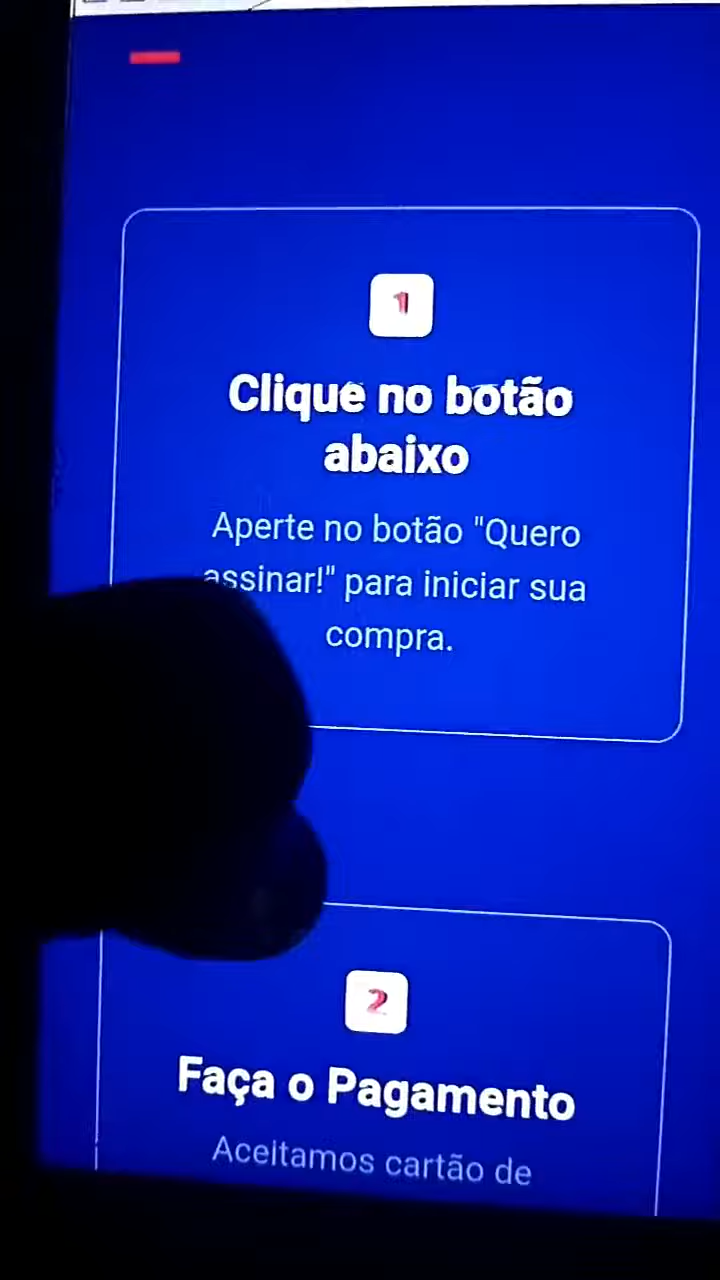 1
Clique no botão
abaixo
Aperte no botão "Quero
assinar!" para iniciar sua
compra.
2
Faça o Pagamento
Aceitamos cartão de